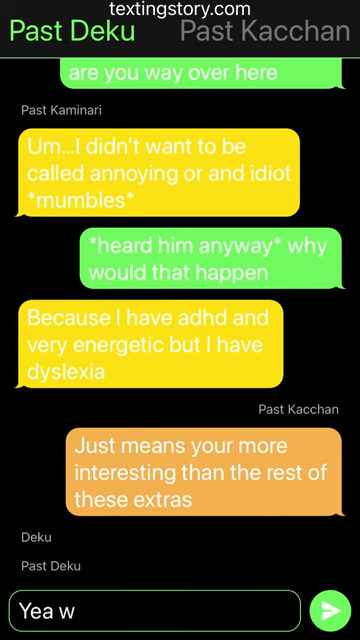 textingstory.com
Past Deku Past Kacchan
are you way over here
Past Kaminari
Um...I didn't want to be
called annoying or and idiot
*mumbles*
*heard him anyway* why
would that happen
Because I have adhd and
very energetic but I have
dyslexia
Past Kacchan
Just means your more
interesting than the rest of
these extras
Deku
Past Deku
Yea w